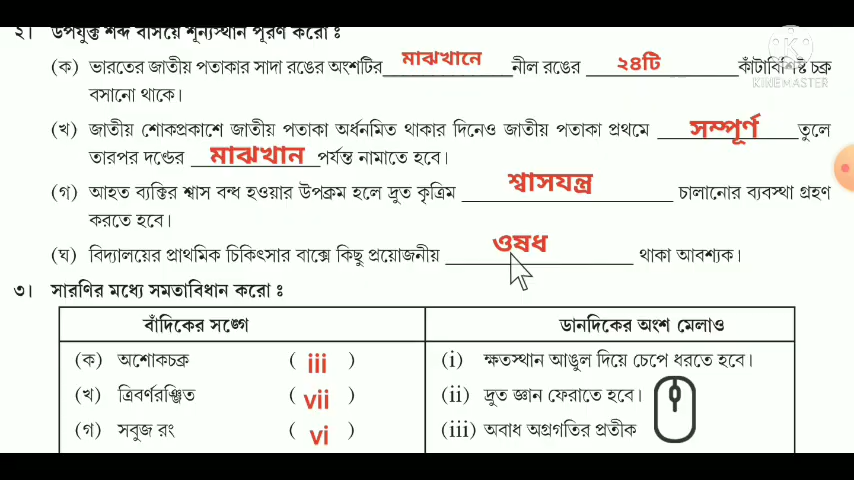 ২। উপযুক্ত শব্দ বসিয়ে শূন্যস্থান পূরণ করো ঃ
(ক) ভারতের জাতীয় পতাকার সাদা রঙের অংশটির মাঝখানে নীল রঙের ২৪টি কাঁটাবিশিষ্ট চক্র
বসানো থাকে।
(খ) জাতীয় শোকপ্রকাশে জাতীয় পতাকা অর্ধনমিত থাকার দিনেও জাতীয় পতাকা প্রথমে সম্পূর্ণ তুলে
তারপর দণ্ডের মাঝখান পর্যন্ত নামাতে হবে।
(গ) আহত ব্যক্তির শ্বাস বন্ধ হওয়ার উপক্রম হলে দ্রুত কৃত্রিম শ্বাসযন্ত্র চালানোর ব্যবস্থা গ্রহণ
করতে হবে।
(ঘ) বিদ্যালয়ের প্রাথমিক চিকিৎসার বাক্সে কিছু প্রয়োজনীয় ওষধ থাকা আবশ্যক।
৩। সারণির মধ্যে সমতাবিধান করো ঃ
বাঁদিকের সঙ্গে ডানদিকের অংশ মেলাও
(ক) অশোকচক্র ( iii ) (i) ক্ষতস্থান আঙুল দিয়ে চেপে ধরতে হবে।
(খ) ত্রিবর্ণরঞ্জিত ( vii ) (ii) দ্রুত জ্ঞান ফেরাতে হবে।
(গ) সবুজ রং ( vi ) (iii) অবাধ অগ্রগতির প্রতীক
KINEMASTER